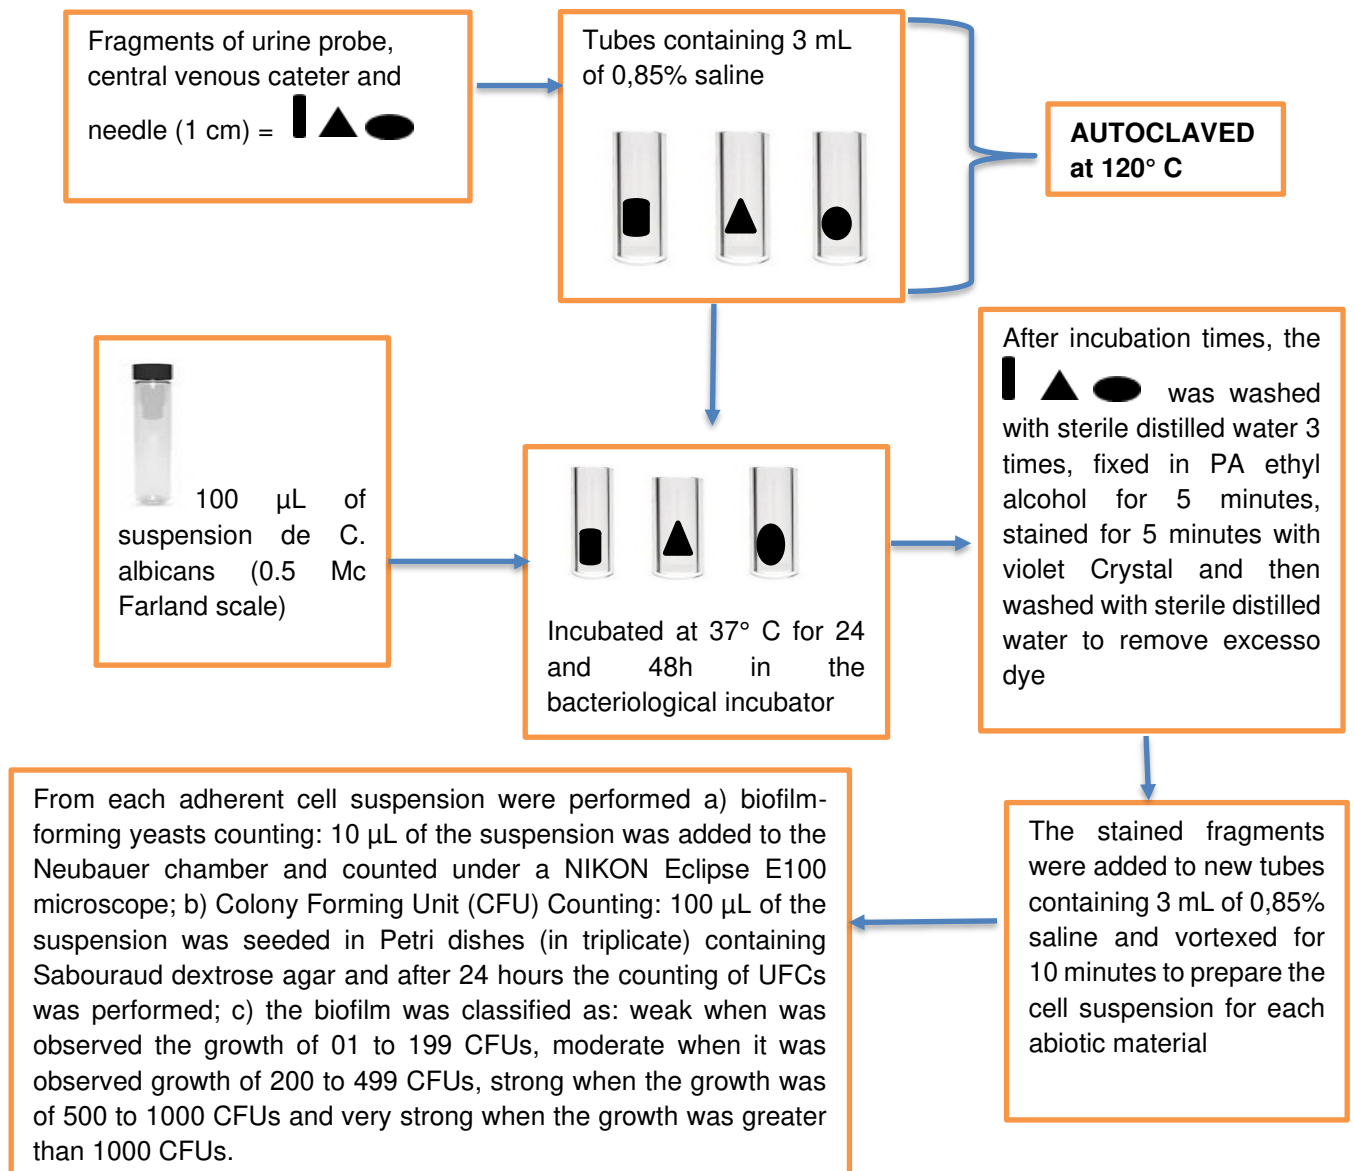 Fragments of urine probe,
central venous cateter and
needle (1 cm) =
Tubes containing 3 mL
of 0,85% saline
AUTOCLAVED
at 120° C
100 µL of
suspension de C.
albicans (0.5 Mc
Farland scale)
Incubated at 37° C for 24
and 48h in the
bacteriological incubator
After incubation times, the
was washed
with sterile distilled water 3
times, fixed in PA ethyl
alcohol for 5 minutes,
stained for 5 minutes with
violet Crystal and then
washed with sterile distilled
water to remove excesso
dye
The stained fragments
were added to new tubes
containing 3 mL of 0,85%
saline and vortexed for
10 minutes to prepare the
cell suspension for each
abiotic material
From each adherent cell suspension were performed a) biofilm-
forming yeasts counting: 10 µL of the suspension was added to the
Neubauer chamber and counted under a NIKON Eclipse E100
microscope; b) Colony Forming Unit (CFU) Counting: 100 µL of the
suspension was seeded in Petri dishes (in triplicate) containing
Sabouraud dextrose agar and after 24 hours the counting of UFCs
was performed; c) the biofilm was classified as: weak when was
observed the growth of 01 to 199 CFUs, moderate when it was
observed growth of 200 to 499 CFUs, strong when the growth was
of 500 to 1000 CFUs and very strong when the growth was greater
than 1000 CFUs.